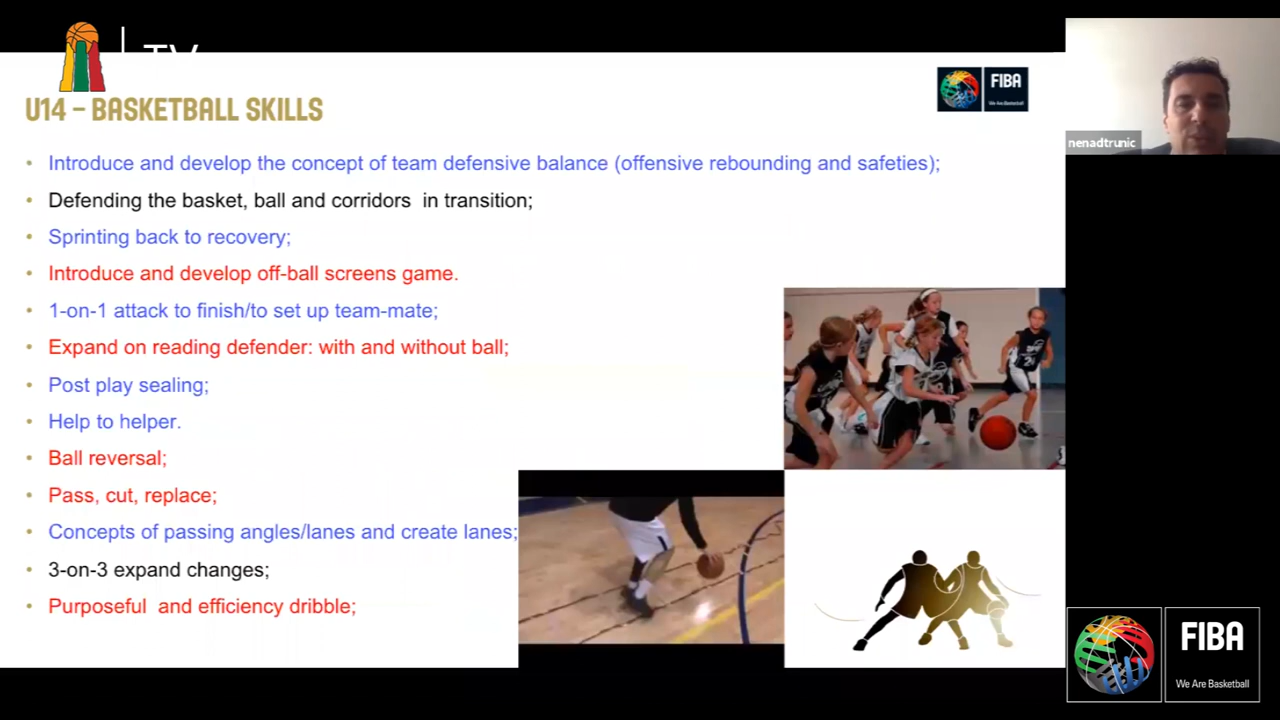 TV
U14 – BASKETBALL SKILLS
FIBA
We Are Basketball
nenadtrunic
• Introduce and develop the concept of team defensive balance (offensive rebounding and safeties);
• Defending the basket, ball and corridors in transition;
• Sprinting back to recovery;
• Introduce and develop off-ball screens game.
• 1-on-1 attack to finish/to set up team-mate;
• Expand on reading defender: with and without ball;
• Post play sealing;
• Help to helper.
• Ball reversal;
• Pass, cut, replace;
• Concepts of passing angles/lanes and create lanes;
• 3-on-3 expand changes;
• Purposeful and efficiency dribble;
FIBA
We Are Basketball